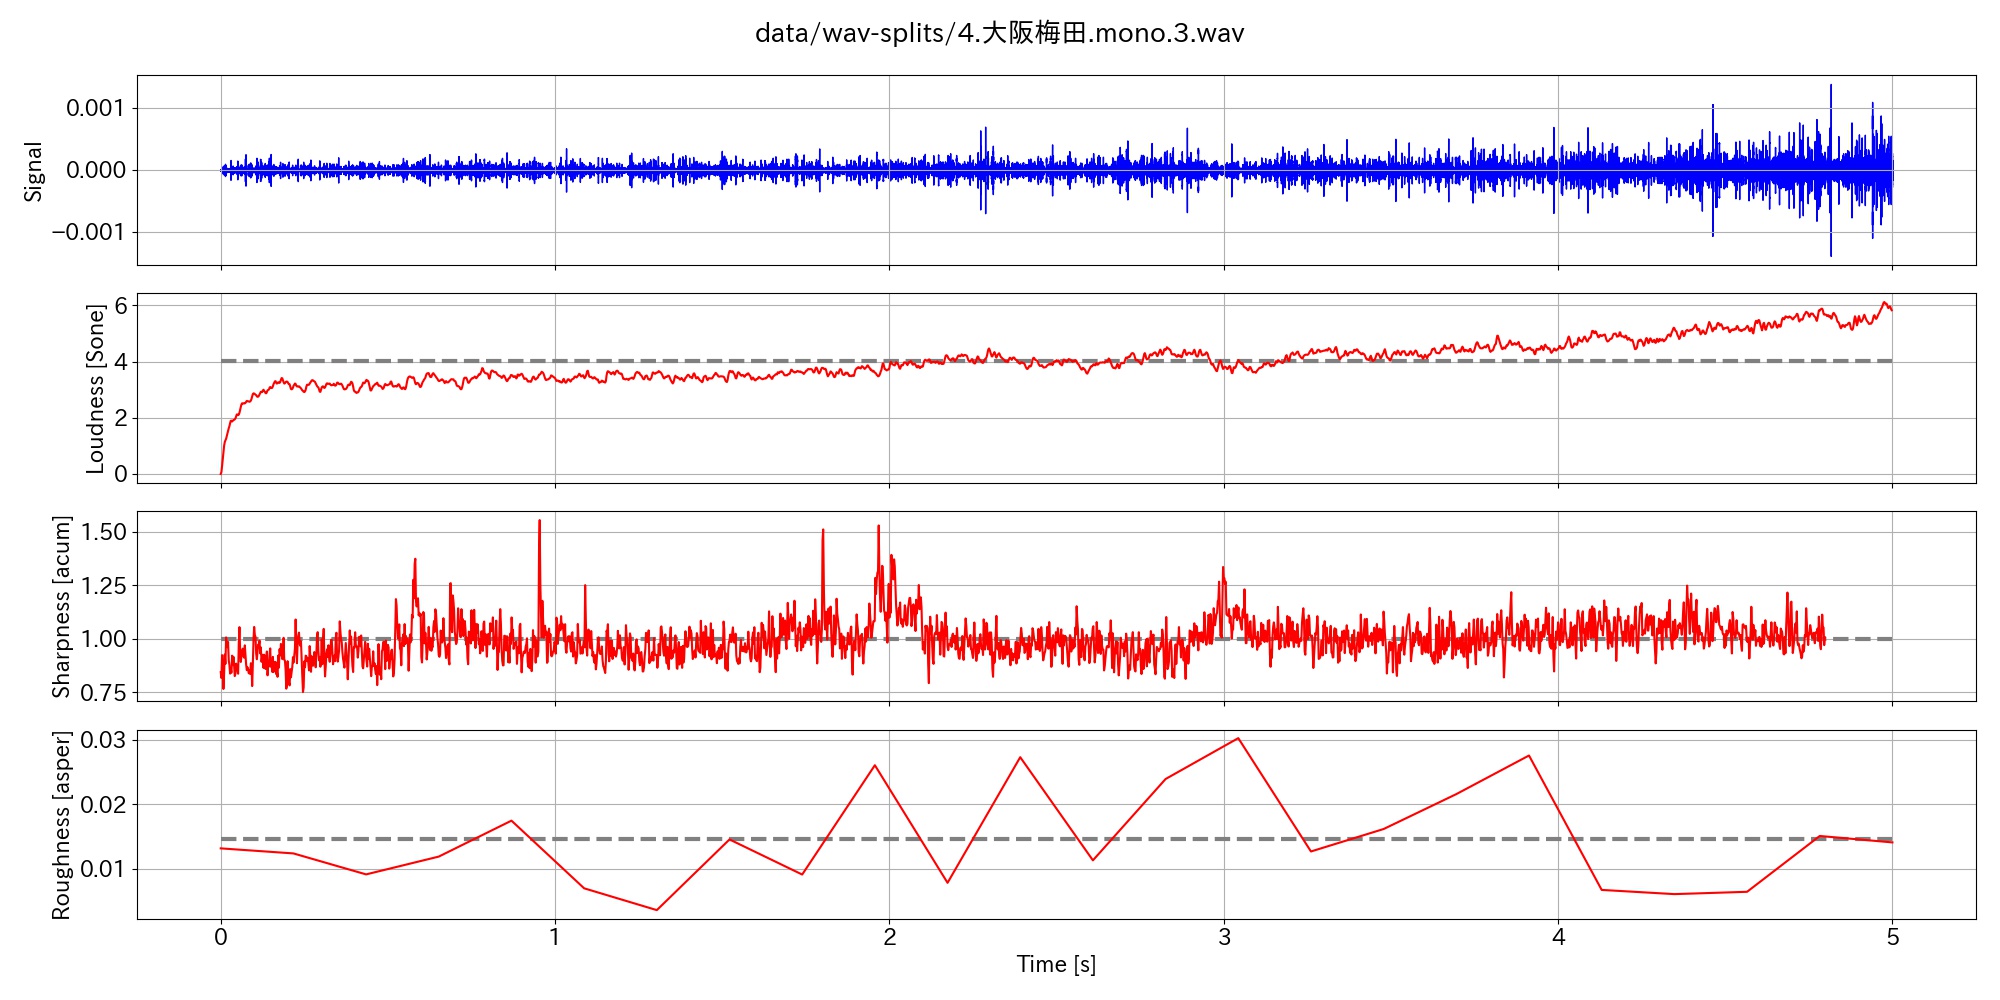 data/wav-splits/4.大阪梅田.mono.3.wav
Signal
0.001
0.000
−0.001
Loudness [Sone]
6
4
2
0
Sharpness [acum]
1.50
1.25
1.00
0.75
Roughness [asper]
0.03
0.02
0.01
0 1 2 3 4 5
Time [s]